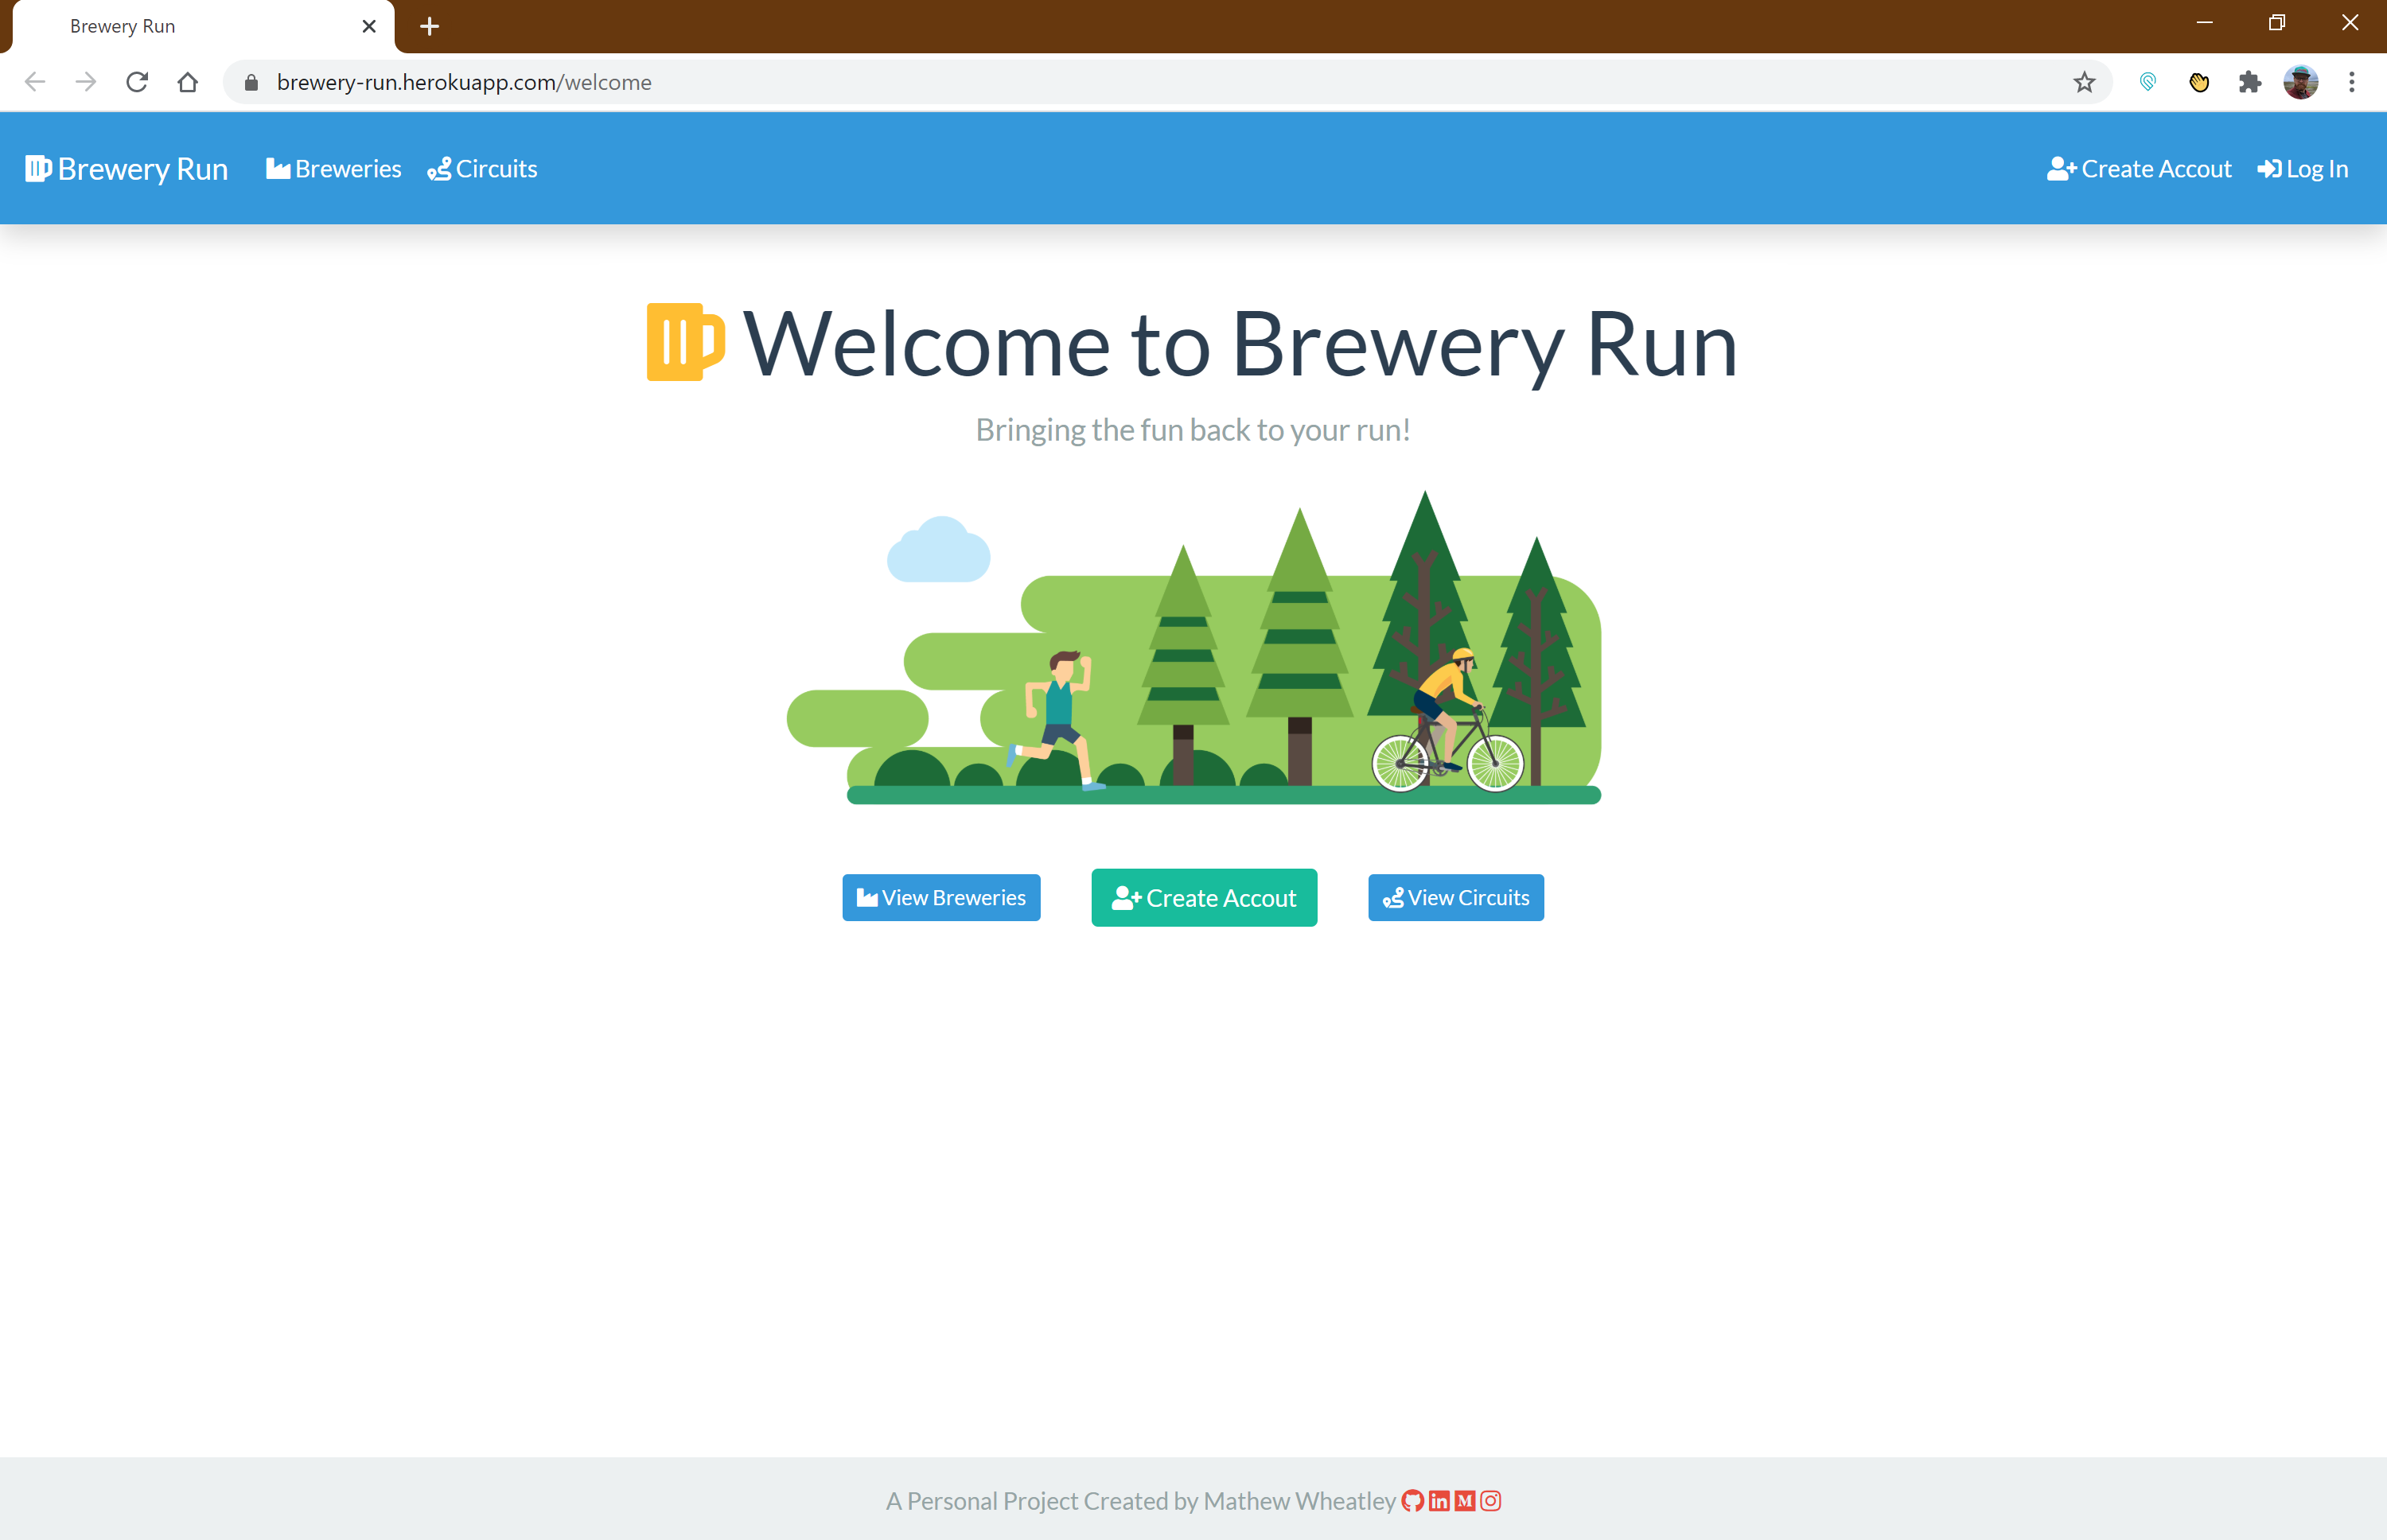 Brewery Run
brewery-run.herokuapp.com/welcome
Brewery Run Breweries Circuits Create Accout Log In
Welcome to Brewery Run
Bringing the fun back to your run!
View Breweries Create Accout View Circuits
A Personal Project Created by Mathew Wheatley